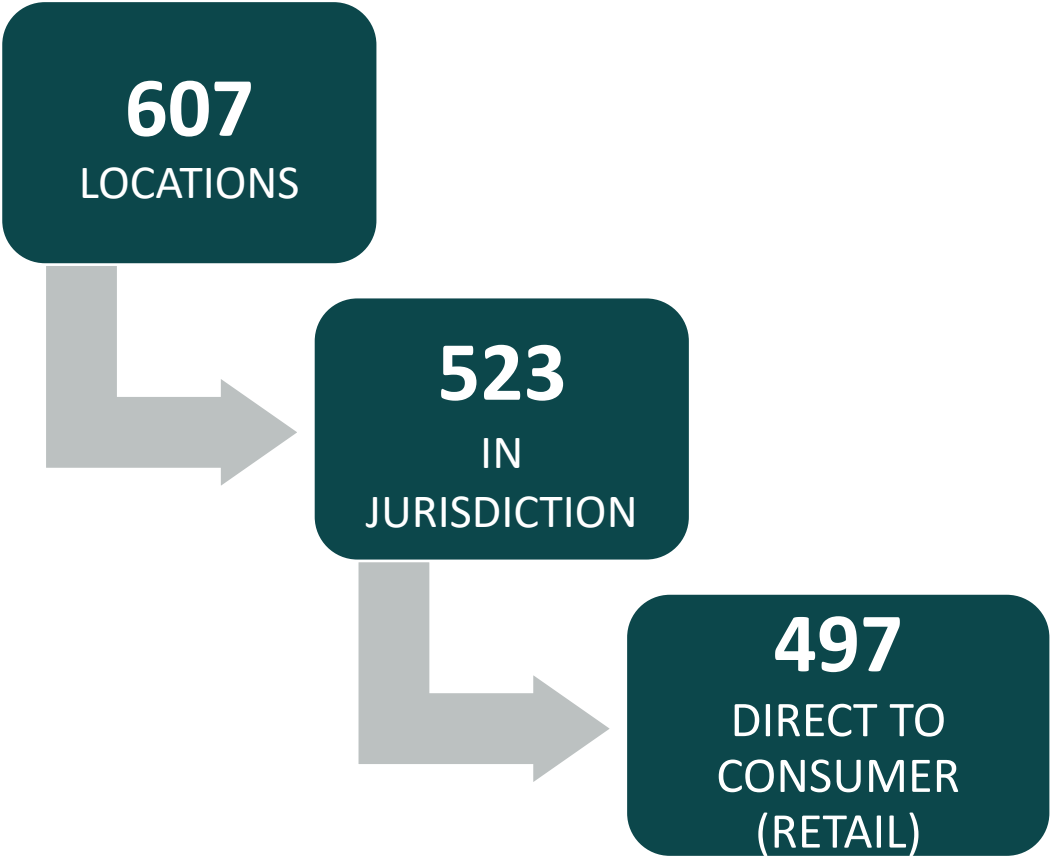 607
LOCATIONS
523
IN
JURISDICTION
497
DIRECT TO
CONSUMER
(RETAIL)